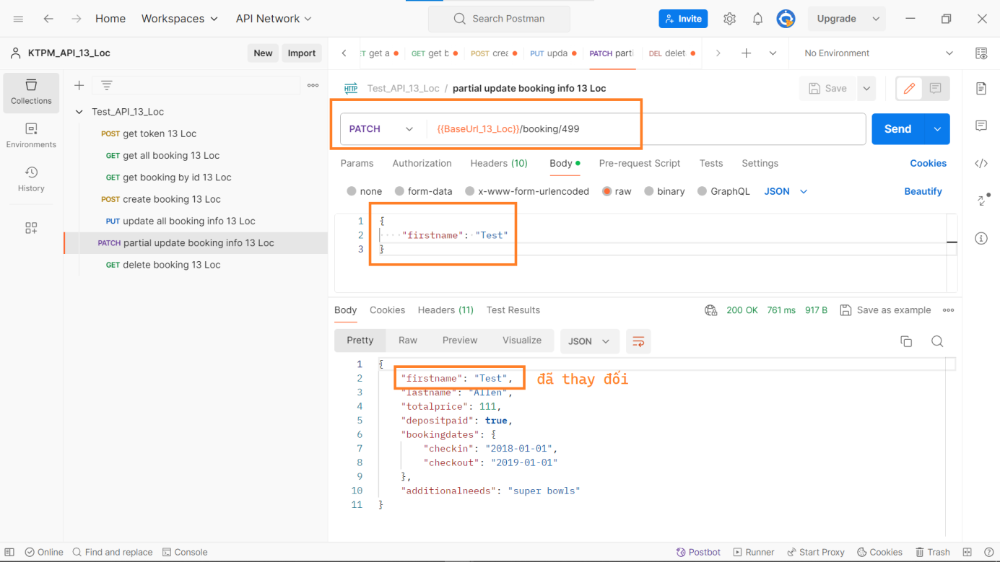 Home Workspaces API Network Search Postman Invite Upgrade
KTPM_API_13_Loc New Import
get a GET get b POST crea PUT upda PATCH parti DEL delet No Environment
Collections
Environments
History
Test_API_13_Loc
POST get token 13 Loc
GET get all booking 13 Loc
GET get booking by id 13 Loc
POST create booking 13 Loc
PUT update all booking info 13 Loc
PATCH partial update booking info 13 Loc
GET delete booking 13 Loc
HTTP Test_API_13_Loc / partial update booking info 13 Loc Save
PATCH {{BaseUrl_13_Loc}}/booking/499 Send
Params Authorization Headers (10) Body Pre-request Script Tests Settings Cookies
none form-data x-www-form-urlencoded raw binary GraphQL JSON Beautify
1 {
2 "firstname": "Test"
3 }
Body Cookies Headers (11) Test Results 200 OK 761 ms 917 B Save as example
Pretty Raw Preview Visualize JSON
1 {
2 "firstname": "Test", đã thay đổi
3 "lastname": "Allen",
4 "totalprice": 111,
5 "depositpaid": true,
6 "bookingdates": {
7 "checkin": "2018-01-01",
8 "checkout": "2019-01-01"
9 },
10 "additionalneeds": "super bowls"
11 }
Online Find and replace Console Postbot Runner Start Proxy Cookies Trash